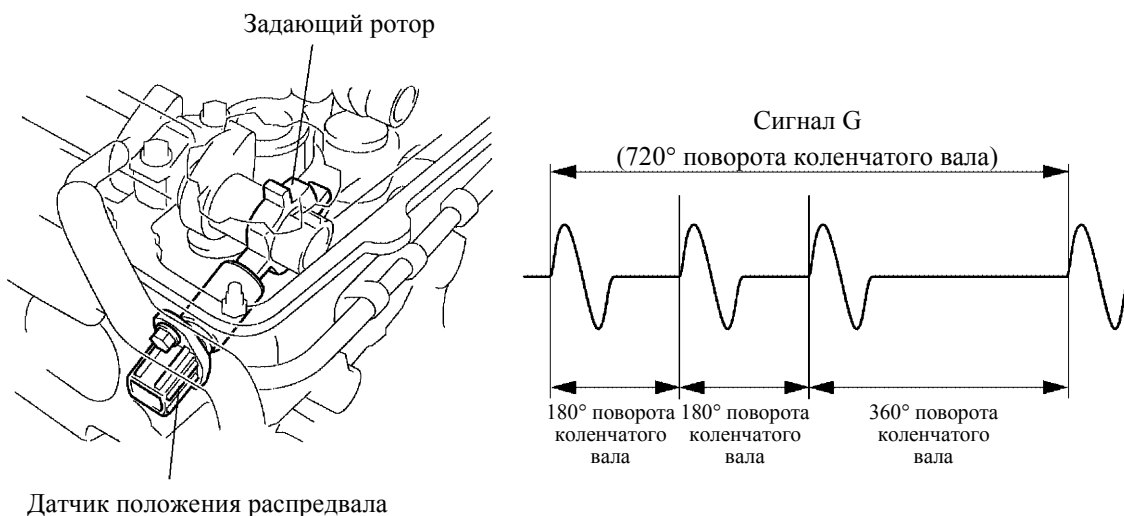 Задающий ротор
Сигнал G
(720° поворота коленчатого вала)
180° поворота
коленчатого
вала
180° поворота
коленчатого
вала
360° поворота
коленчатого
вала
Датчик положения распредвала